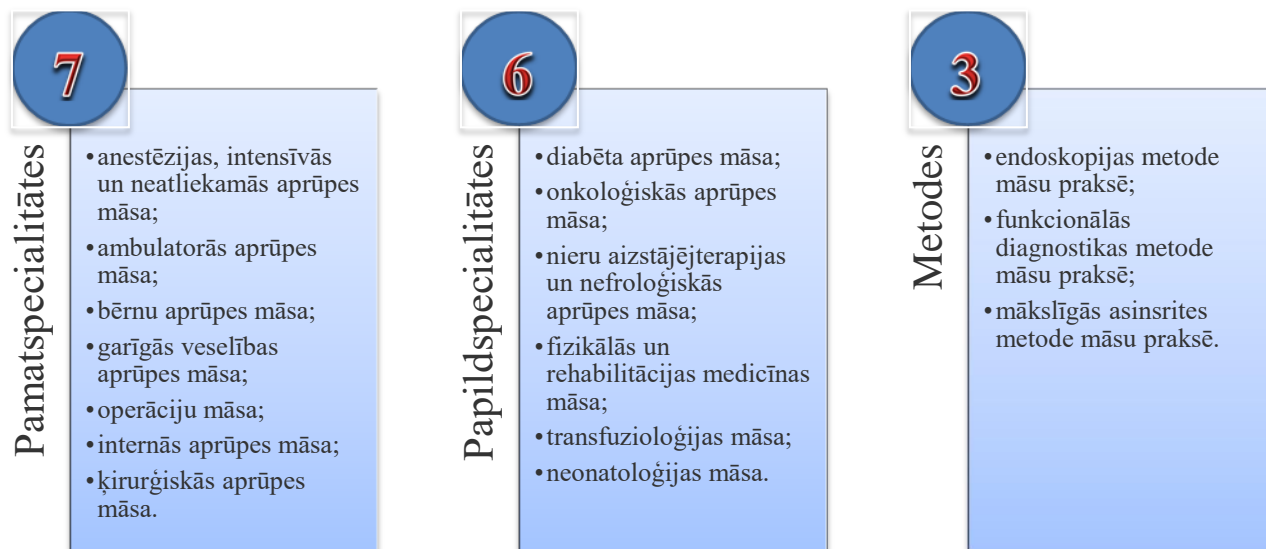 7
Pamatspecialitātes
•anestēzijas, intensīvās
un neatliekamās aprūpes
māsa;
•ambulatorās aprūpes
māsa;
•bērnu aprūpes māsa;
•garīgās veselības
aprūpes māsa;
•operāciju māsa;
•internās aprūpes māsa;
•ķirurģiskās aprūpes
māsa.
6
Papildspecialitātes
•diabēta aprūpes māsa;
•onkoloģiskās aprūpes
māsa;
•nieru aizstājējterapijas
un nefroloģiskās
aprūpes māsa;
•fizikālās un
rehabilitācijas medicīnas
māsa;
•transfuzioloģijas māsa;
•neonatoloģijas māsa.
3
Metodes
•endoskopijas metode
māsu praksē;
•funkcionālās
diagnostikas metode
māsu praksē;
•mākslīgās asinsrites
metode māsu praksē.